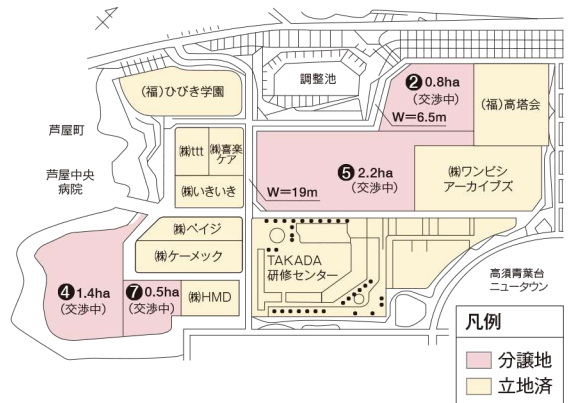 調整池
❷0.8ha
(交渉中)
W=6.5m
(福)高塔会
(福)ひびき学園
芦屋町
芦屋中央
病院
㈱ttt
㈱喜楽
ケア
㈱いきいき
W=19m
❺2.2ha
(交渉中)
㈱ワンビシ
アーカイブズ
㈱ペイジ
㈱ケーメック
TAKADA
研修センター
高須青葉台
ニュータウン
❹1.4ha
(交渉中)
❼0.5ha
(交渉中)
㈱HMD
凡例
分譲地
立地済